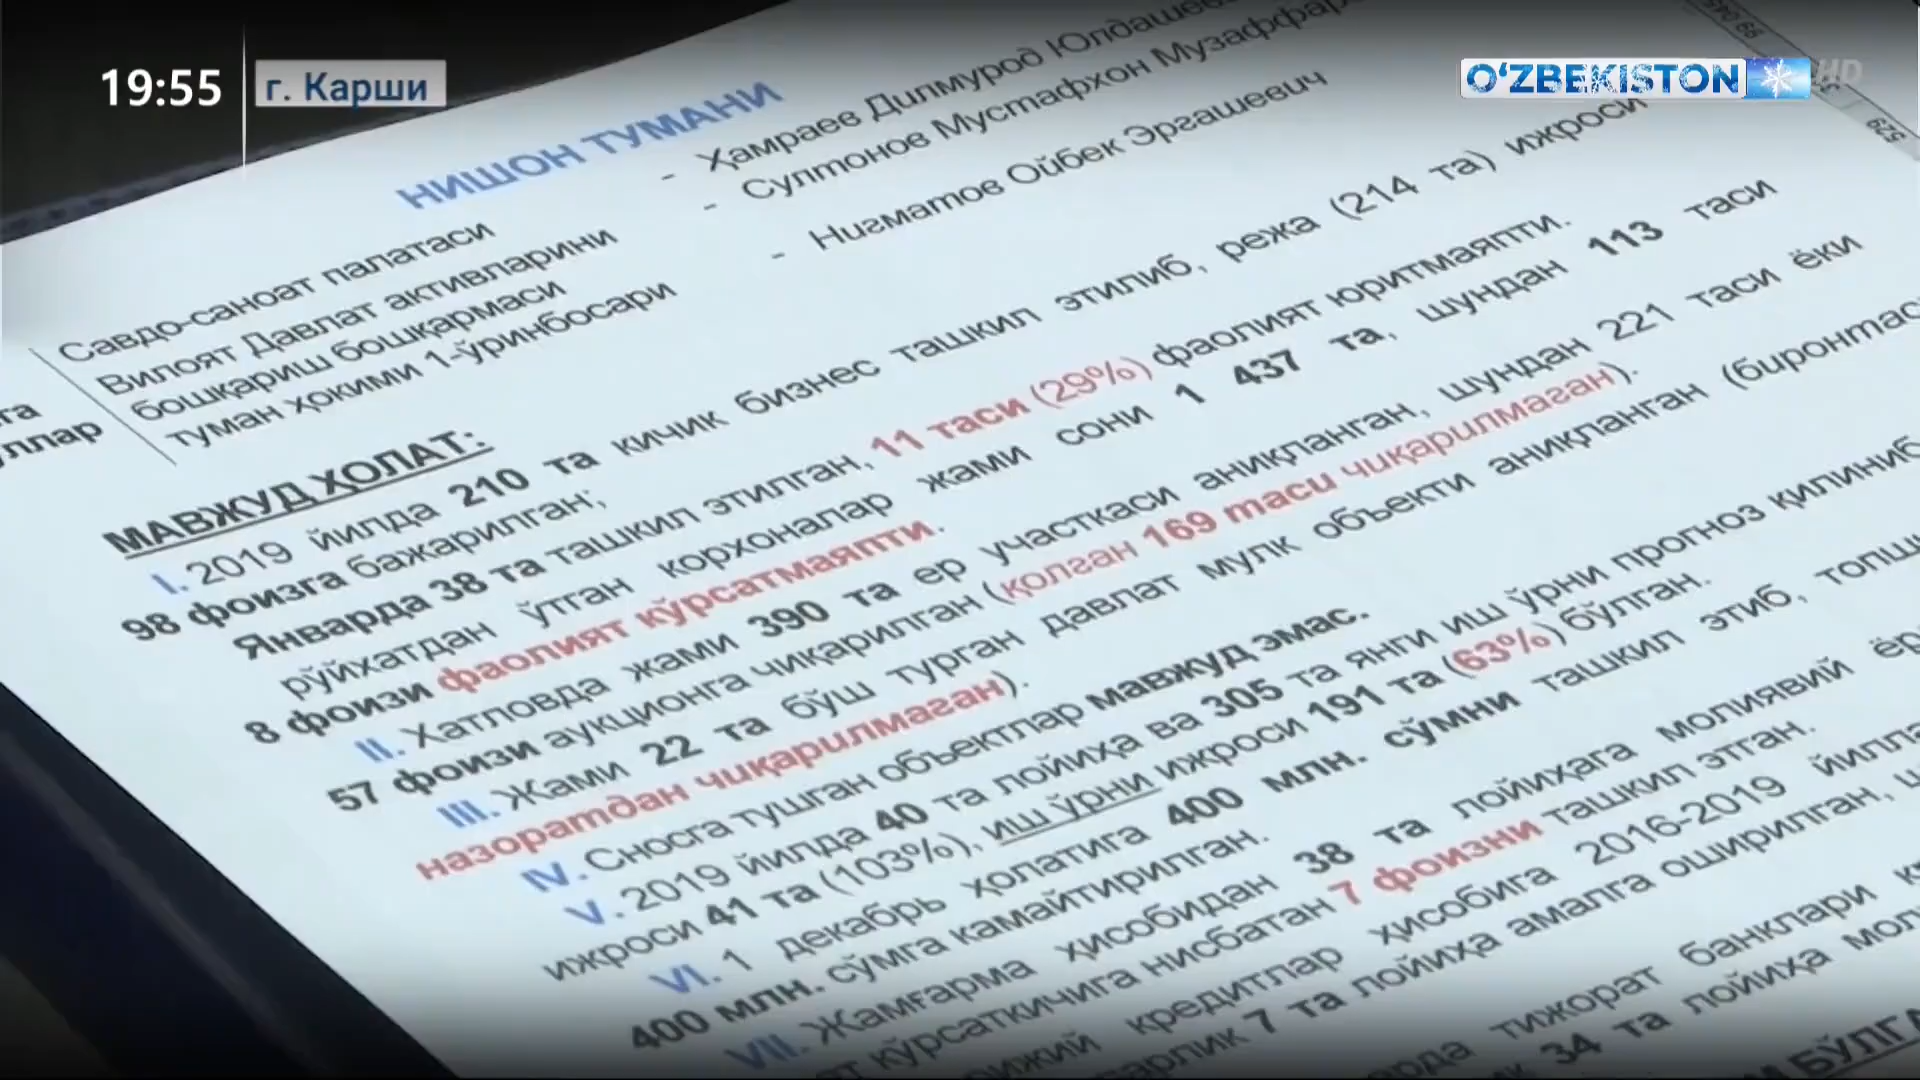 19:55
г. Карши
O'ZBEKISTON HD
НИШОН ТУМАНИ
Савдо-саноат палатаси - Ҳамраев Дилмурод
Вилоят Давлат активларини - Султонов Мустафхон
бошқариш бошқармаси
туман ҳокими 1-ўринбосари - Нигматов Ойбек Эргашевич
МАВЖУД ҲОЛАТ:
I. 2019 йилда 210 та кичик бизнес ташкил этилиб, режа (214 та) ижроси
98 фоизга бажарилган;
Январда 38 та ташкил этилган, 11 таси (29%) фаолият юритмаяпти.
рўйхатдан ўтган корхоналар жами сони 1 437 та, шундан 113 таси
8 фоизи фаолият кўрсатмаяпти.
II. Хатловда жами 390 та ер участкаси аниқланган, шундан 221 таси ёки
57 фоизи аукционга чиқарилган (қолган 169 таси чиқарилмаган).
III. Жами 22 та бўш турган давлат мулк объекти аниқланган
назоратдан чиқарилмаган).
IV. Сносга тушган объектлар мавжуд эмас.
V. 2019 йилда 40 та лойиҳа ва 305 та янги иш ўрни прогноз қилиниб,
ижроси 41 та (103%), иш ўрни ижроси 191 та (63%) бўлган.
VI. 1 декабрь ҳолатига 400 млн. сўмни ташкил этиб,
400 млн. сўмга камайтирилган.
VII. Жамғарма ҳисобидан 38 та лойиҳага молиявий
кўрсаткичига нисбатан 7 фоизни ташкил этган.
кредитлар ҳисобига 2016-2019
7 та лойиҳа амалга оширилган,
тижорат банклари
34 та лойиҳа